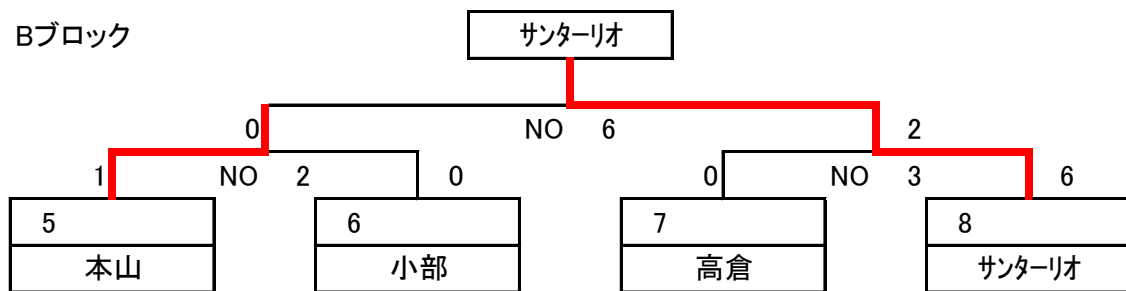 Bブロック
サンターリオ
0 NO 6 2
1 NO 2 0 0 NO 3 6
5 6 7 8
本山 小部 高倉 サンターリオ